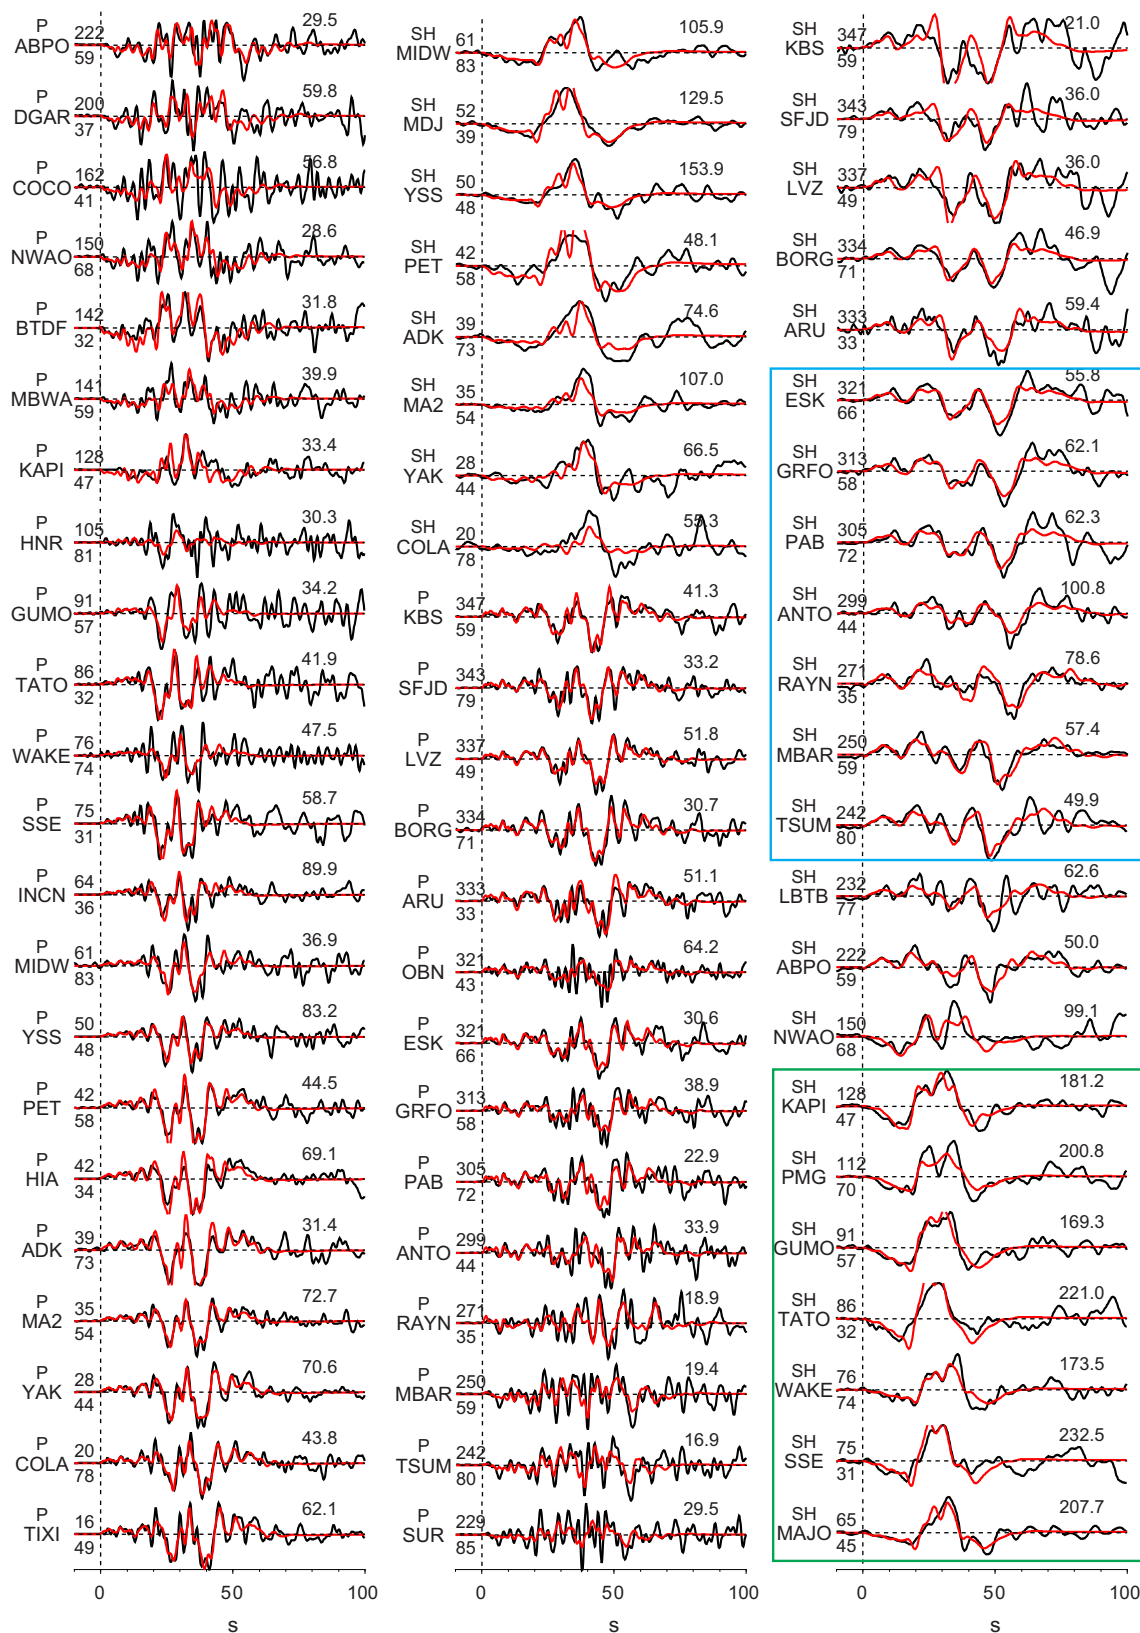 P
ABPO 222 59 29.5
P
DGAR 200 37 59.8
P
COCO 162 41 56.8
P
NWAO 150 68 28.6
P
BTDF 142 32 31.8
P
MBWA 141 59 39.9
P
KAPI 128 47 33.4
P
HNR 105 81 30.3
P
GUMO 91 57 34.2
P
TATO 86 32 41.9
P
WAKE 76 74 47.5
P
SSE 75 31 58.7
P
INCN 64 36 89.9
P
MIDW 61 83 36.9
P
YSS 50 48 83.2
P
PET 42 58 44.5
P
HIA 42 34 69.1
P
ADK 39 73 31.4
P
MA2 35 54 72.7
P
YAK 28 44 70.6
P
COLA 20 78 43.8
P
TIXI 16 49 62.1
0 50 100
s
SH
MIDW 61 83 105.9
SH
MDJ 52 39 129.5
SH
YSS 50 48 153.9
SH
PET 42 58 48.1
SH
ADK 39 73 74.6
SH
MA2 35 54 107.0
SH
YAK 28 44 66.5
SH
COLA 20 78 55.3
P
KBS 347 59 41.3
P
SFJD 343 79 33.2
P
LVZ 337 49 51.8
P
BORG 334 71 30.7
P
ARU 333 33 51.1
P
OBN 321 43 64.2
P
ESK 321 66 30.6
P
GRFO 313 58 38.9
P
PAB 305 72 22.9
P
ANTO 299 44 33.9
P
RAYN 271 35 18.9
P
MBAR 250 59 19.4
P
TSUM 242 80 16.9
P
SUR 229 85 29.5
0 50 100
s
SH
KBS 347 59 21.0
SH
SFJD 343 79 36.0
SH
LVZ 337 49 36.0
SH
BORG 334 71 46.9
SH
ARU 333 33 59.4
SH
ESK 321 66 55.8
SH
GRFO 313 58 62.1
SH
PAB 305 72 62.3
SH
ANTO 299 44 100.8
SH
RAYN 271 35 78.6
SH
MBAR 250 59 57.4
SH
TSUM 242 80 49.9
SH
LBTB 232 77 62.6
SH
ABPO 222 59 50.0
SH
NWAO 150 68 99.1
SH
KAPI 128 47 181.2
SH
PMG 112 70 200.8
SH
GUMO 91 57 169.3
SH
TATO 86 32 221.0
SH
WAKE 76 74 173.5
SH
SSE 75 31 232.5
SH
MAJO 65 45 207.7
0 50 100
s